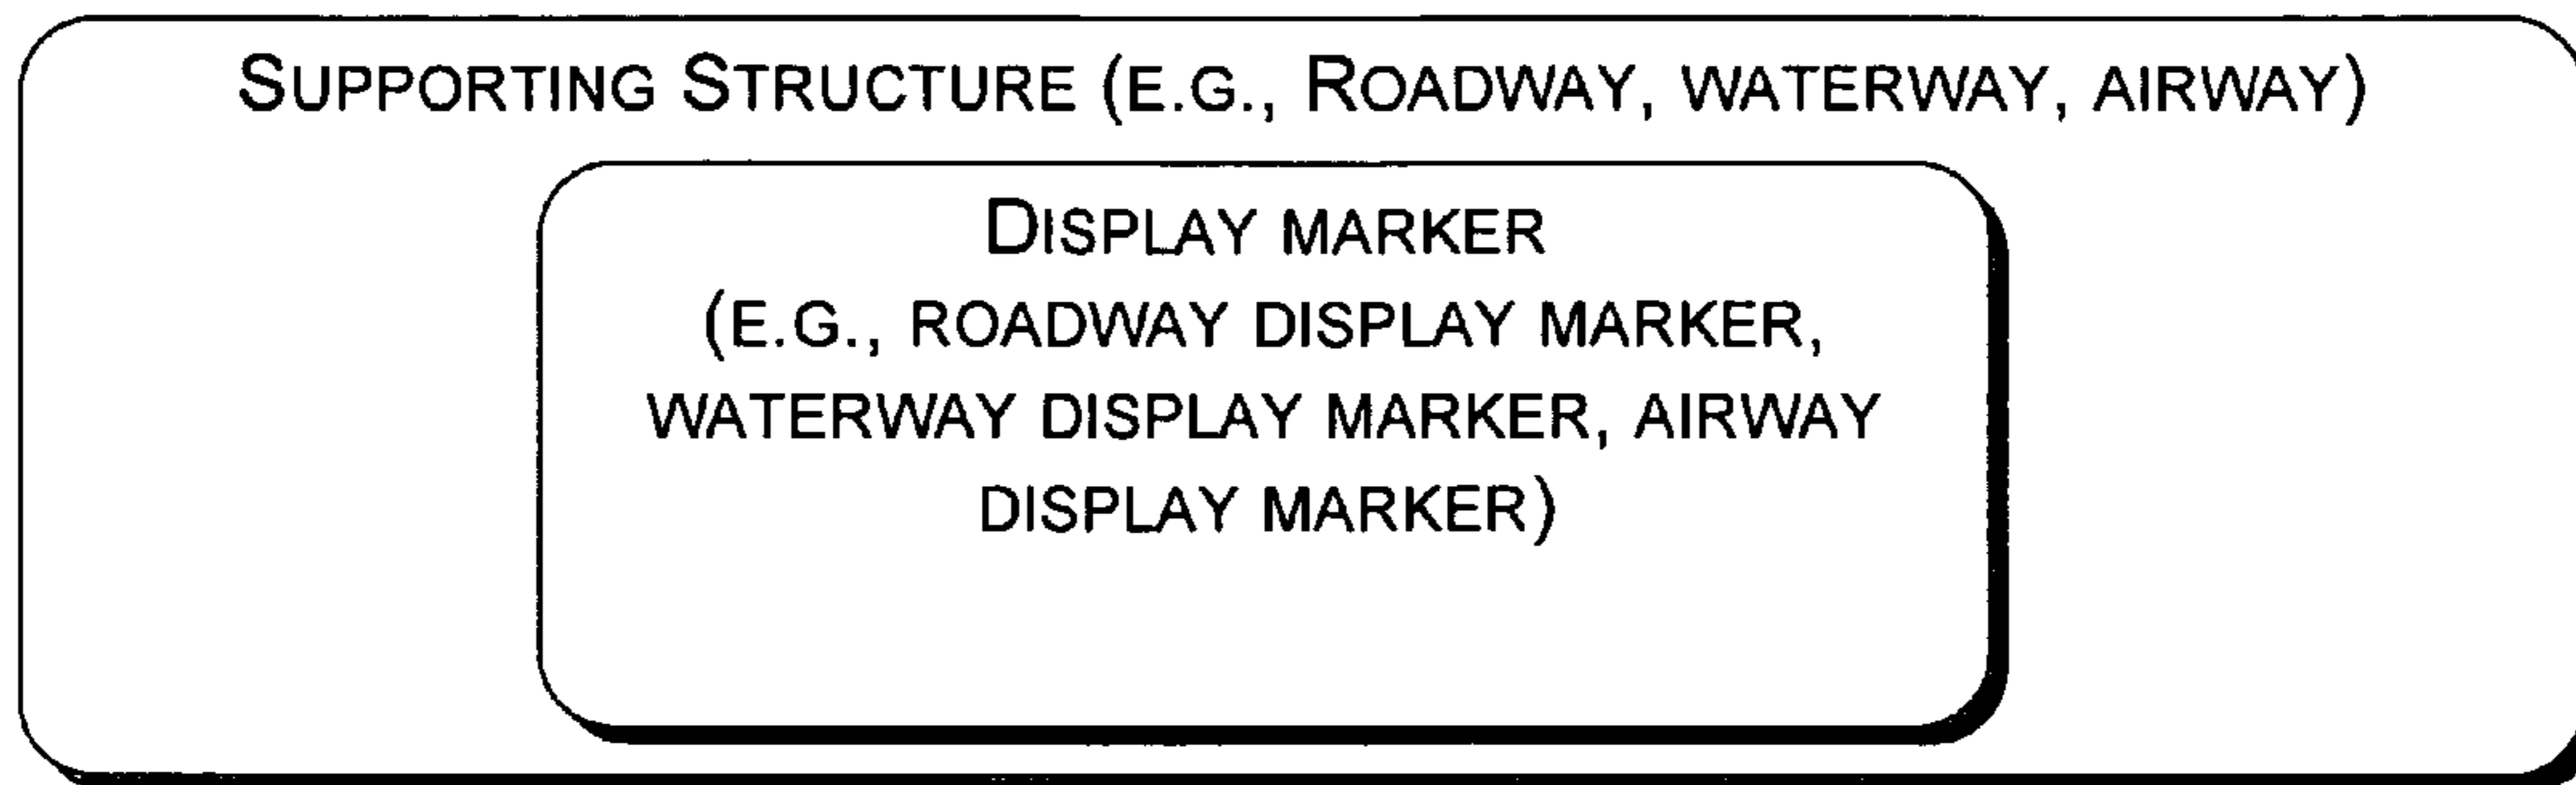 SUPPORTING STRUCTURE (E.G., ROADWAY, WATERWAY, AIRWAY)
DISPLAY MARKER
(E.G., ROADWAY DISPLAY MARKER,
WATERWAY DISPLAY MARKER, AIRWAY
DISPLAY MARKER)